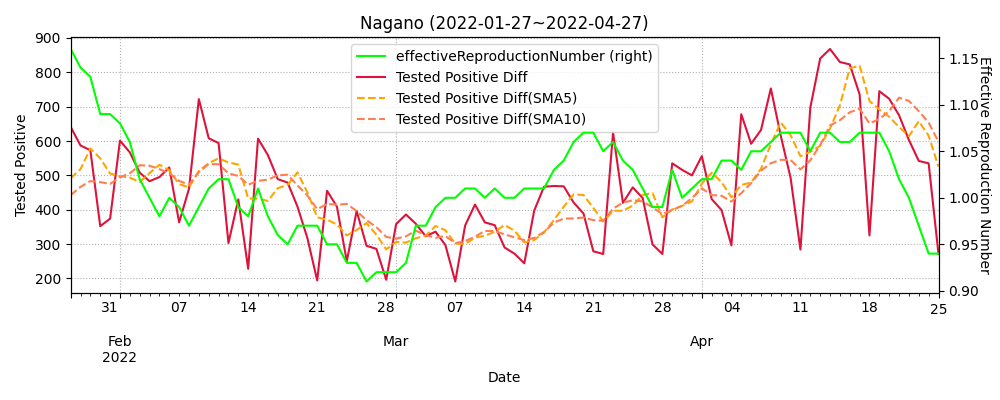 Nagano (2022-01-27~2022-04-27)
effectiveReproductionNumber (right)
Tested Positive Diff
Tested Positive Diff(SMA5)
Tested Positive Diff(SMA10)
Tested Positive
900
800
700
600
500
400
300
200
1.15
1.10
1.05
1.00
0.95
0.90
Effective Reproduction Number
31 07 14 21 28 07 14 21 28 04 11 18 25
Feb Mar Apr
2022
Date